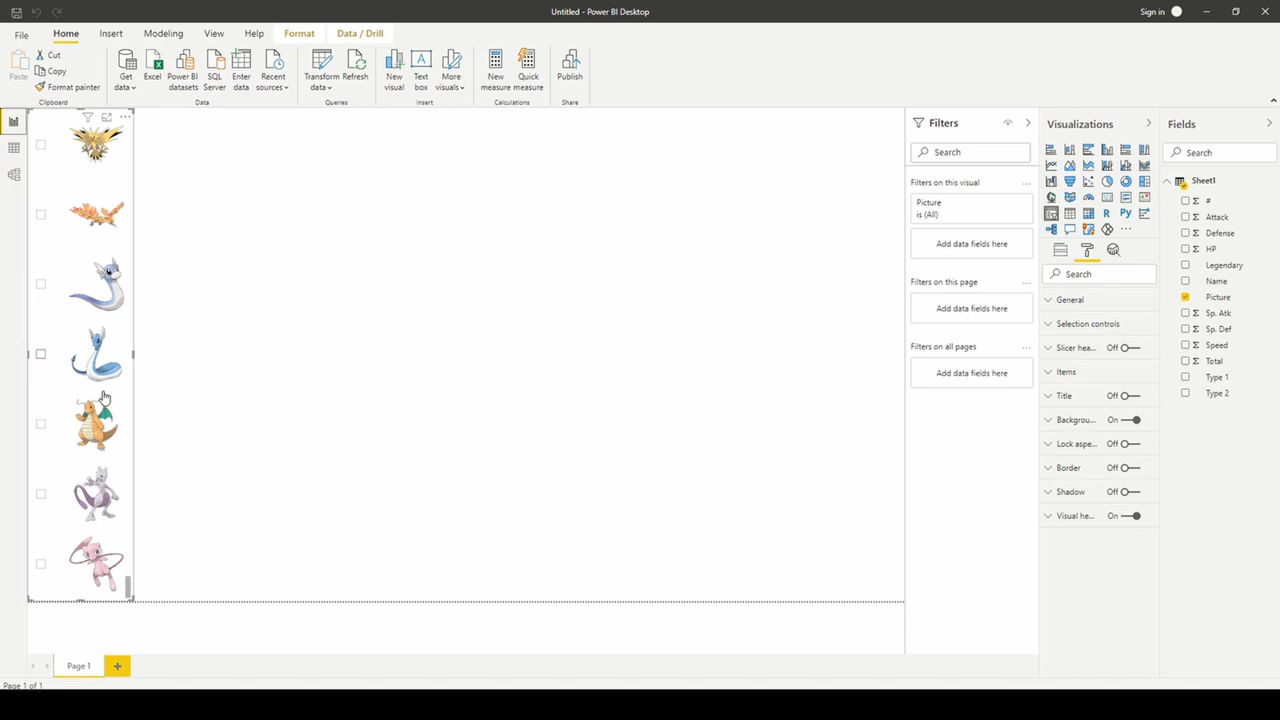 Untitled - Power BI Desktop
Sign in
File
Home
Insert
Modeling
View
Help
Format
Data / Drill
Paste
Cut
Copy
Format painter
Clipboard
Get data
Excel
Power BI datasets
SQL Server
Enter data
Recent sources
Data
Transform data
Refresh
Queries
New visual
Text box
More visuals
Insert
New measure
Quick measure
Calculations
Publish
Share
Filters
Search
Filters on this visual
...
Picture
is (All)
Add data fields here
Filters on this page
...
Add data fields here
Filters on all pages
...
Add data fields here
Visualizations
R
Py
...
Search
General
Selection controls
Slicer hea... Off
Items
Title Off
Backgrou... On
Lock aspe... Off
Border Off
Shadow Off
Visual he... On
Fields
Search
Sheet1
Σ #
Σ Attack
Σ Defense
Σ HP
Legendary
Name
Picture
Σ Sp. Atk
Σ Sp. Def
Σ Speed
Σ Total
Type 1
Type 2
Page 1
Page 1 of 1